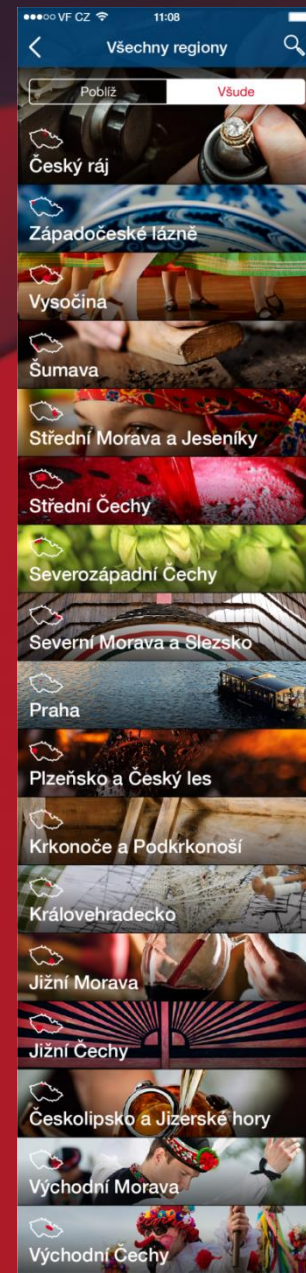 VF CZ 11:08
Všechny regiony
Poblíž Všude
Český ráj
Západočeské lázně
Vysočina
Šumava
Střední Morava a Jeseníky
Střední Čechy
Severozápadní Čechy
Severní Morava a Slezsko
Praha
Plzeňsko a Český les
Krkonoče a Podkrkonoší
Královehradecko
Jižní Morava
Jižní Čechy
Českolipsko a Jizerské hory
Východní Morava
Východní Čechy